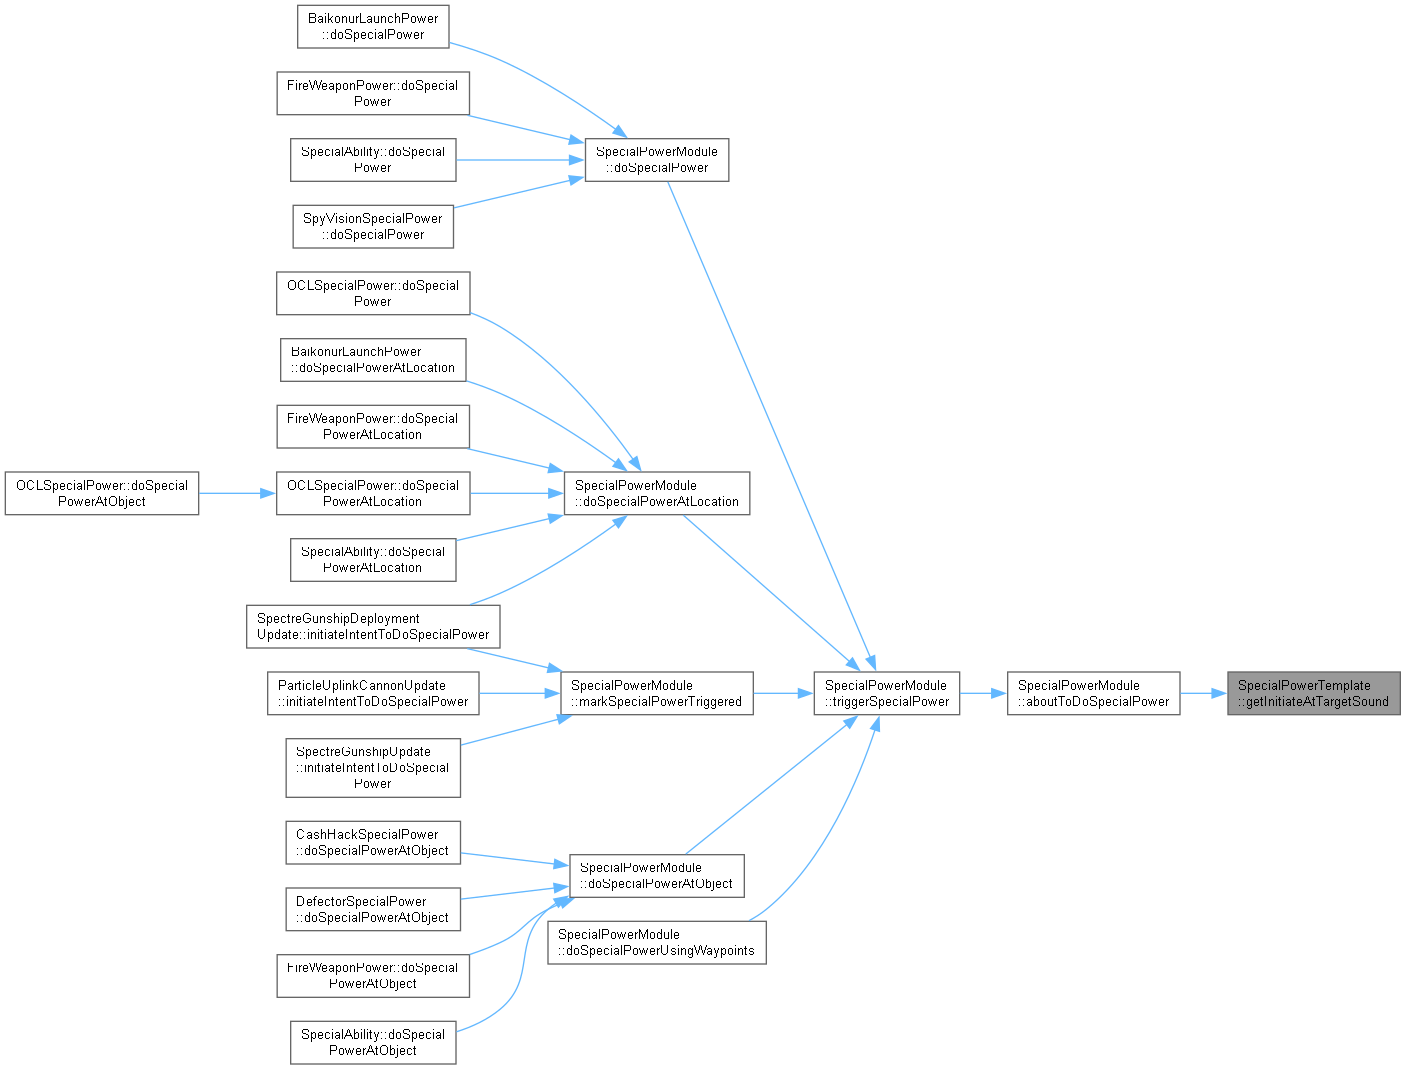 BaikonurLaunchPower
::doSpecialPower
FireWeaponPower::doSpecial
Power
SpecialAbility::doSpecial
Power
SpyVisionSpecialPower
::doSpecialPower
SpecialPowerModule
::doSpecialPower
OCLSpecialPower::doSpecial
Power
BaikonurLaunchPower
::doSpecialPowerAtLocation
FireWeaponPower::doSpecial
PowerAtLocation
OCLSpecialPower::doSpecial
PowerAtObject
OCLSpecialPower::doSpecial
PowerAtLocation
SpecialPowerModule
::doSpecialPowerAtLocation
SpecialAbility::doSpecial
PowerAtLocation
SpectreGunshipDeployment
Update::initiateIntentToDoSpecialPower
ParticleUplinkCannonUpdate
::initiateIntentToDoSpecialPower
SpecialPowerModule
::markSpecialPowerTriggered
SpecialPowerModule
::triggerSpecialPower
SpecialPowerModule
::aboutToDoSpecialPower
SpecialPowerTemplate
::getInitiateAtTargetSound
SpectreGunshipUpdate
::initiateIntentToDoSpecial
Power
CashHackSpecialPower
::doSpecialPowerAtObject
SpecialPowerModule
::doSpecialPowerAtObject
DefectorSpecialPower
::doSpecialPowerAtObject
SpecialPowerModule
::doSpecialPowerUsingWaypoints
FireWeaponPower::doSpecial
PowerAtObject
SpecialAbility::doSpecial
PowerAtObject